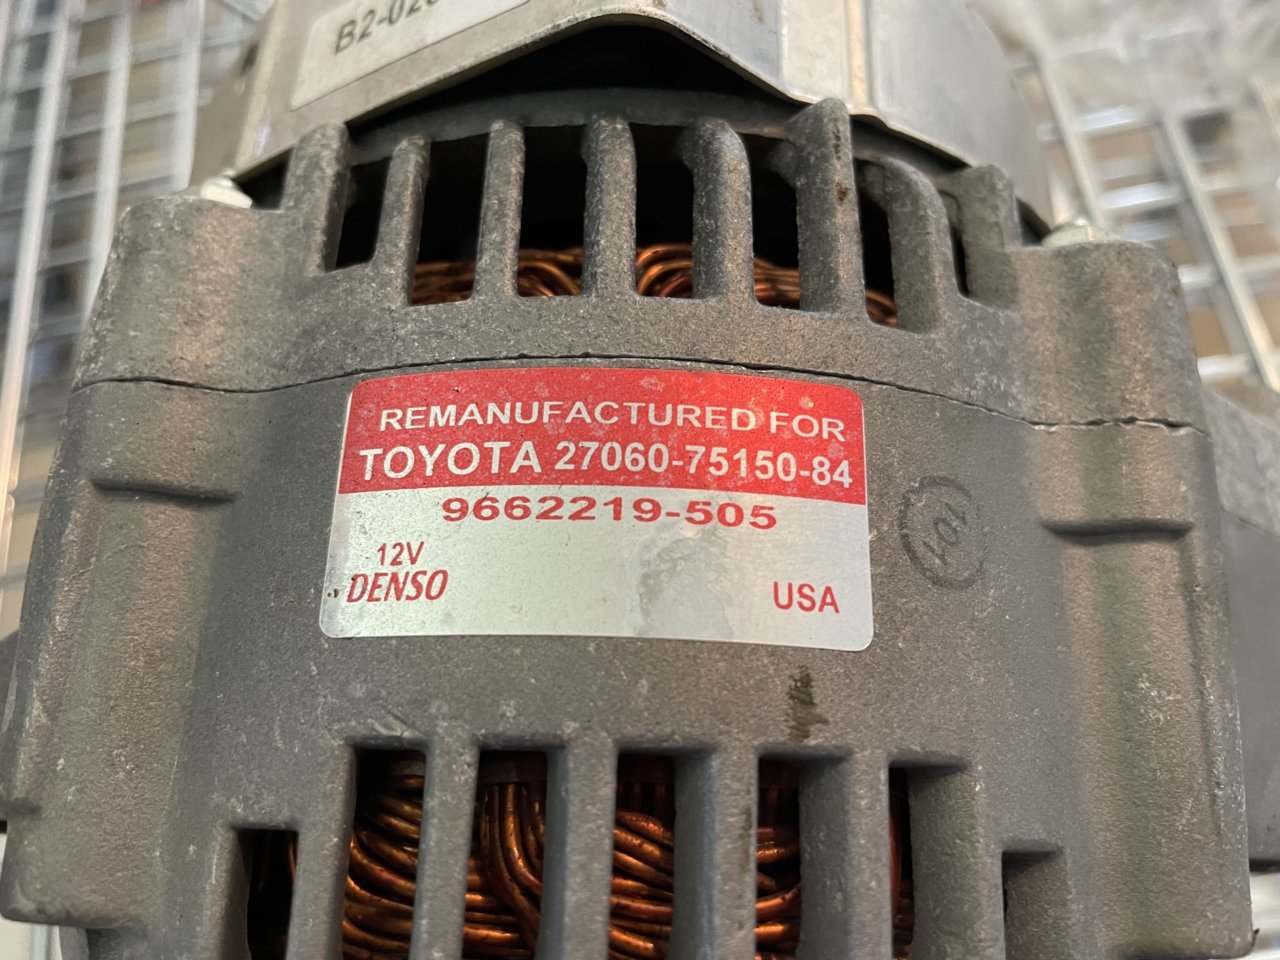 REMANUFACTURED FOR
TOYOTA 27060-75150-84
9662219-505
12V
DENSO
USA